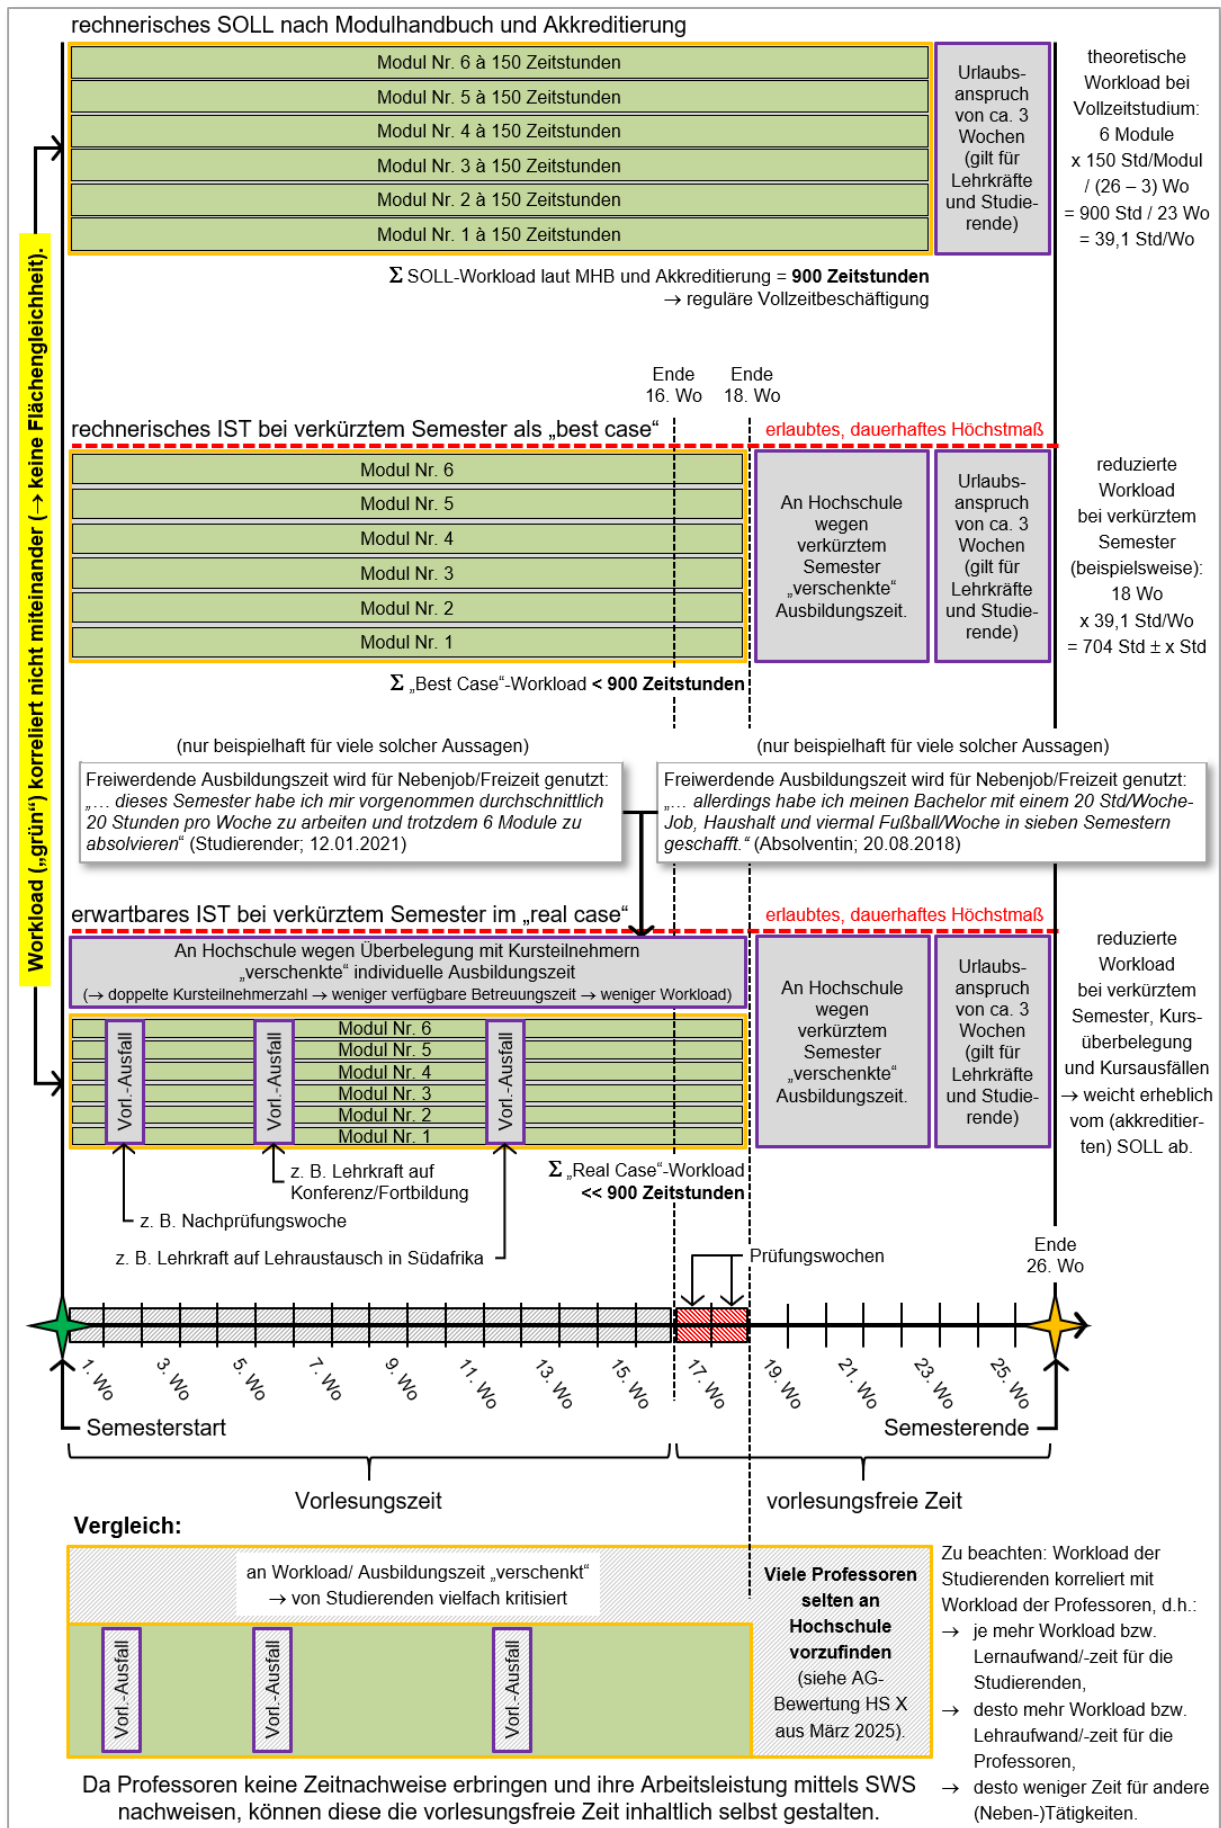 rechnerisches SOLL nach Modulhandbuch und Akkreditierung
Modul Nr. 6 à 150 Zeitstunden
Modul Nr. 5 à 150 Zeitstunden
Modul Nr. 4 à 150 Zeitstunden
Modul Nr. 3 à 150 Zeitstunden
Modul Nr. 2 à 150 Zeitstunden
Modul Nr. 1 à 150 Zeitstunden
Urlaubs-
anspruch
von ca. 3
Wochen
(gilt für
Lehrkräfte
und Studie-
rende)
theoretische
Workload bei
Vollzeitstudium:
6 Module
x 150 Std/Modul
/ (26 – 3) Wo
= 900 Std / 23 Wo
= 39,1 Std/Wo
Σ SOLL-Workload laut MHB und Akkreditierung = 900 Zeitstunden
→ reguläre Vollzeitbeschäftigung
Workload („grün“) korreliert nicht miteinander (→ keine Flächengleichheit).
Ende
16. Wo
Ende
18. Wo
rechnerisches IST bei verkürztem Semester als „best case“
erlaubtes, dauerhaftes Höchstmaß
Modul Nr. 6
Modul Nr. 5
Modul Nr. 4
Modul Nr. 3
Modul Nr. 2
Modul Nr. 1
An Hochschule
wegen
verkürztem
Semester
„verschenkte“
Ausbildungszeit.
Urlaubs-
anspruch
von ca. 3
Wochen
(gilt für
Lehrkräfte
und Studie-
rende)
reduzierte
Workload
bei verkürztem
Semester
(beispielsweise):
18 Wo
x 39,1 Std/Wo
= 704 Std ± x Std
Σ „Best Case“-Workload < 900 Zeitstunden
(nur beispielhaft für viele solcher Aussagen)
Freiwerdende Ausbildungszeit wird für Nebenjob/Freizeit genutzt:
„… dieses Semester habe ich mir vorgenommen durchschnittlich
20 Stunden pro Woche zu arbeiten und trotzdem 6 Module zu
absolvieren“ (Studierender; 12.01.2021)
(nur beispielhaft für viele solcher Aussagen)
Freiwerdende Ausbildungszeit wird für Nebenjob/Freizeit genutzt:
„… allerdings habe ich meinen Bachelor mit einem 20 Std/Woche-
Job, Haushalt und viermal Fußball/Woche in sieben Semestern
geschafft.“ (Absolventin; 20.08.2018)
erwartbares IST bei verkürztem Semester im „real case“
erlaubtes, dauerhaftes Höchstmaß
An Hochschule wegen Überbelegung mit Kursteilnehmern
„verschenkte“ individuelle Ausbildungszeit
(→ doppelte Kursteilnehmerzahl → weniger verfügbare Betreuungszeit → weniger Workload)
Modul Nr. 6
Modul Nr. 5
Modul Nr. 4
Modul Nr. 3
Modul Nr. 2
Modul Nr. 1
Vorl.-Ausfall
Vorl.-Ausfall
Vorl.-Ausfall
An Hochschule
wegen
verkürztem
Semester
„verschenkte“
Ausbildungszeit.
Urlaubs-
anspruch
von ca. 3
Wochen
(gilt für
Lehrkräfte
und Studie-
rende)
reduzierte
Workload
bei verkürztem
Semester, Kurs-
überbelegung
und Kursausfällen
→ weicht erheblich
vom (akkreditier-
ten) SOLL ab.
Σ „Real Case“-Workload
<< 900 Zeitstunden
z. B. Lehrkraft auf
Konferenz/Fortbildung
z. B. Nachprüfungswoche
z. B. Lehrkraft auf Lehraustausch in Südafrika
Prüfungswochen
Ende
26. Wo
1. Wo
3. Wo
5. Wo
7. Wo
9. Wo
11. Wo
13. Wo
15. Wo
17. Wo
19. Wo
21. Wo
23. Wo
25. Wo
Semesterstart
Semesterende
Vorlesungszeit
vorlesungsfreie Zeit
Vergleich:
an Workload/ Ausbildungszeit „verschenkt“
→ von Studierenden vielfach kritisiert
Vorl.-Ausfall
Vorl.-Ausfall
Vorl.-Ausfall
Viele Professoren
selten an
Hochschule
vorzufinden
(siehe AG-
Bewertung HS X
aus März 2025).
Zu beachten: Workload der
Studierenden korreliert mit
Workload der Professoren, d.h.:
→ je mehr Workload bzw.
Lernaufwand/-zeit für die
Studierenden,
→ desto mehr Workload bzw.
Lehraufwand/-zeit für die
Professoren,
→ desto weniger Zeit für andere
(Neben-)Tätigkeiten.
Da Professoren keine Zeitnachweise erbringen und ihre Arbeitsleistung mittels SWS
nachweisen, können diese die vorlesungsfreie Zeit inhaltlich selbst gestalten.